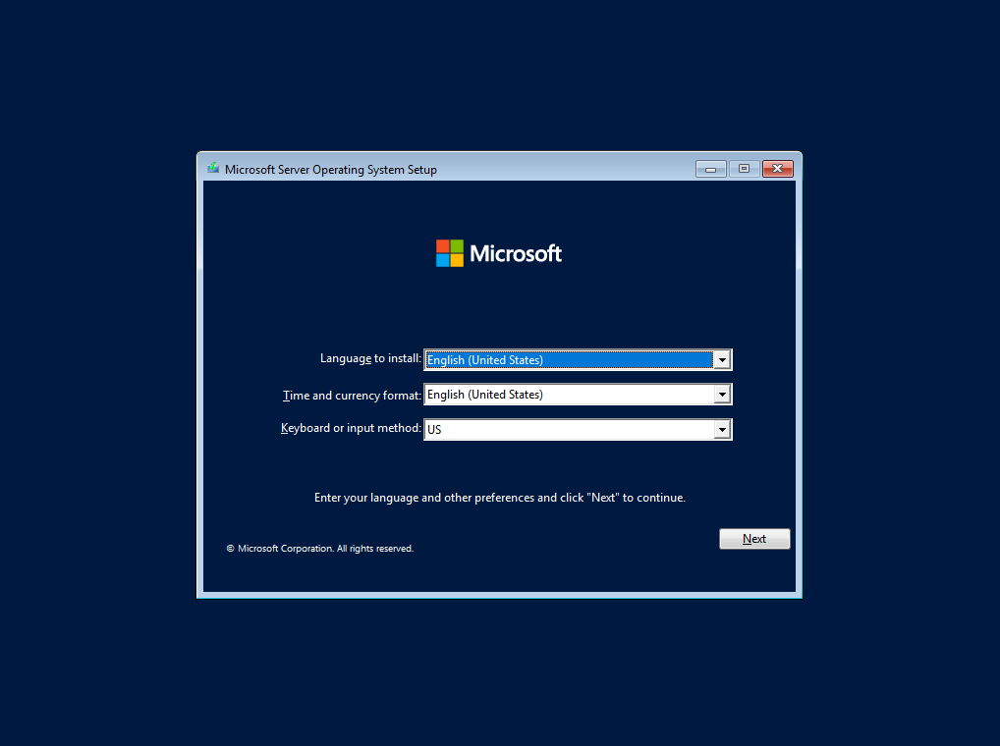 Microsoft Server Operating System Setup
Microsoft
Language to install: English (United States)
Time and currency format: English (United States)
Keyboard or input method: US
Enter your language and other preferences and click "Next" to continue.
Next
© Microsoft Corporation. All rights reserved.